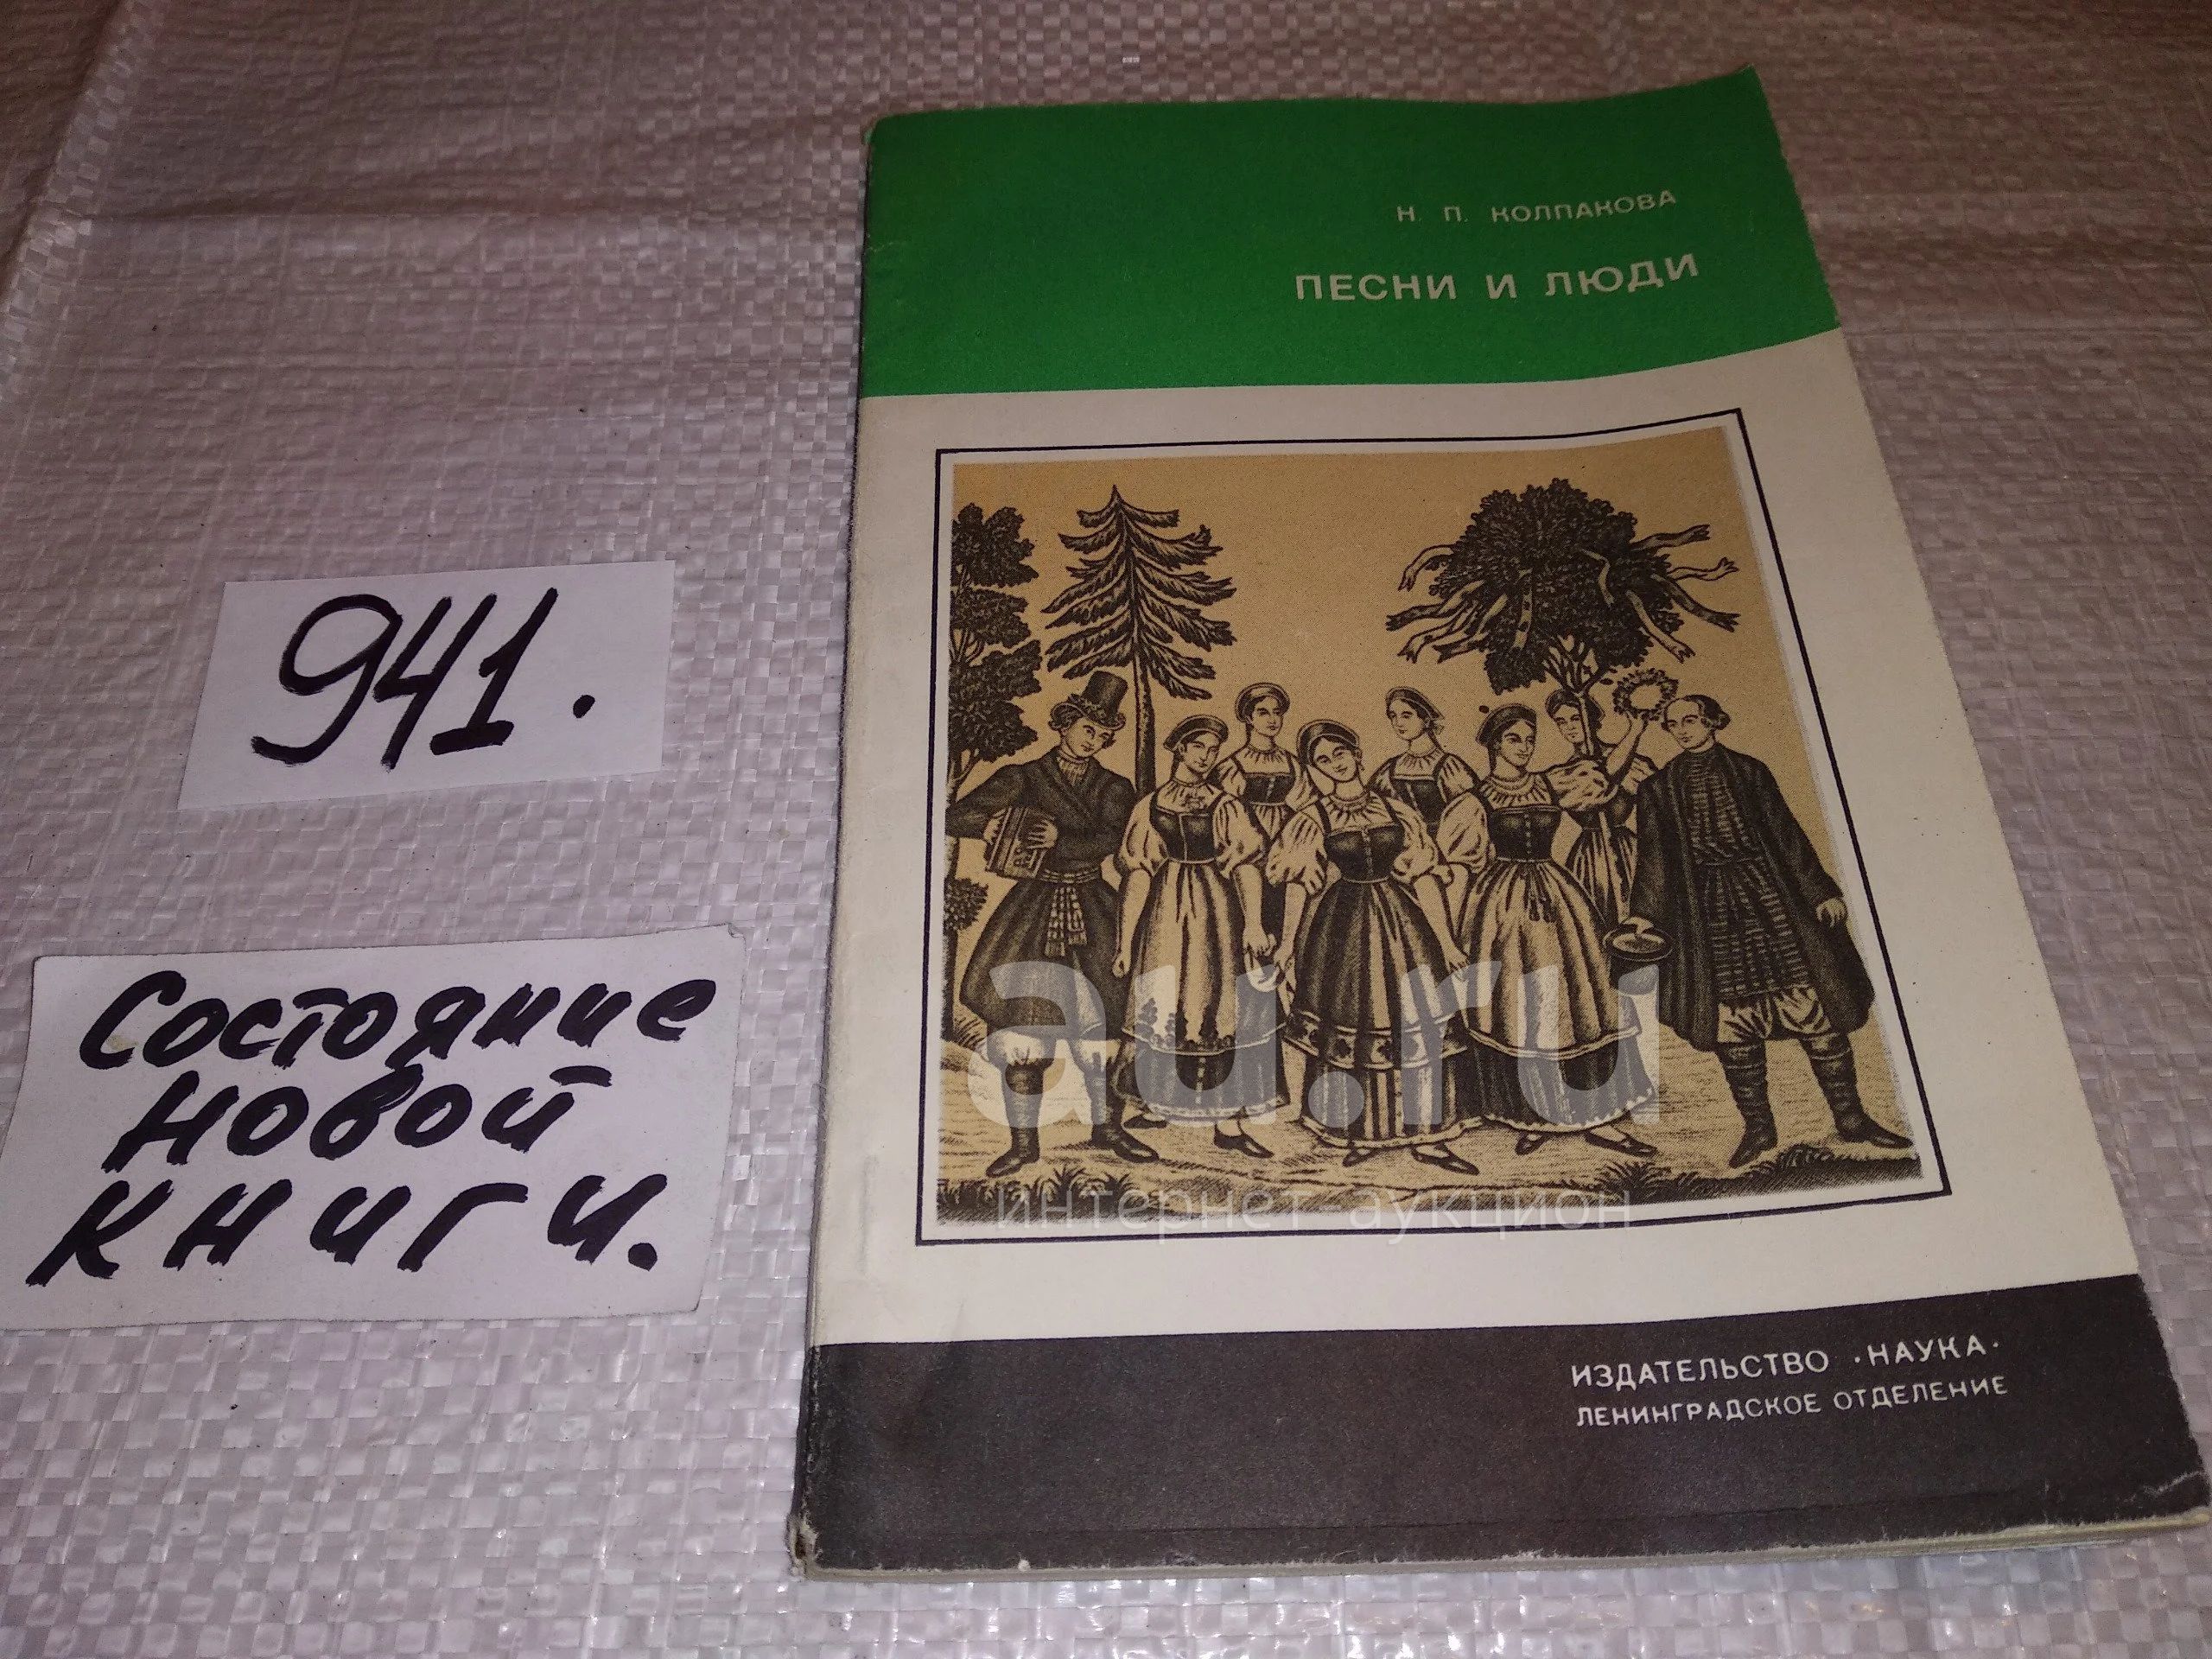 941.
Состояние
новой
книги.
Н. П. КОЛПАКОВА
ПЕСНИ И ЛЮДИ
au.ru
интернет-аукцион
ИЗДАТЕЛЬСТВО •НАУКА•
ЛЕНИНГРАДСКОЕ ОТДЕЛЕНИЕ